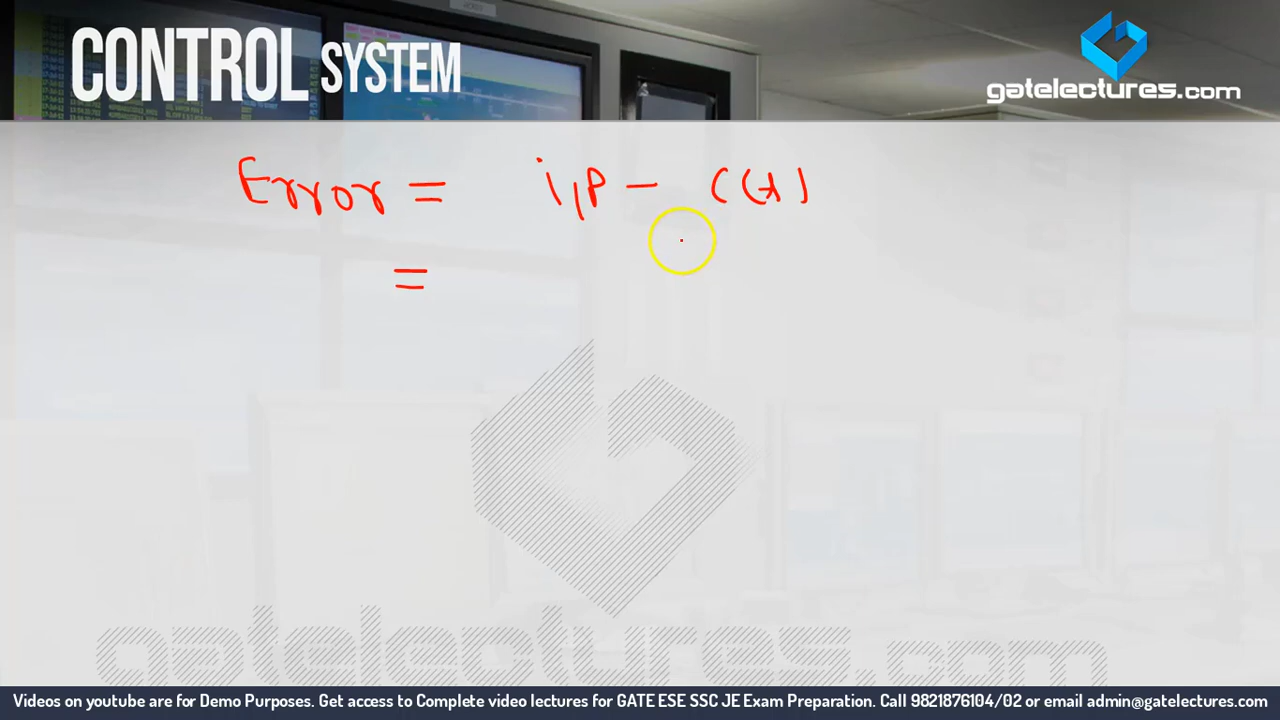 CONTROL SYSTEM
gatelectures.com
Error = i/p - c(t)
=
gatelectures.com
Videos on youtube are for Demo Purposes. Get access to Complete video lectures for GATE ESE SSC JE Exam Preparation. Call 9821876104/02 or email admin@gatelectures.com